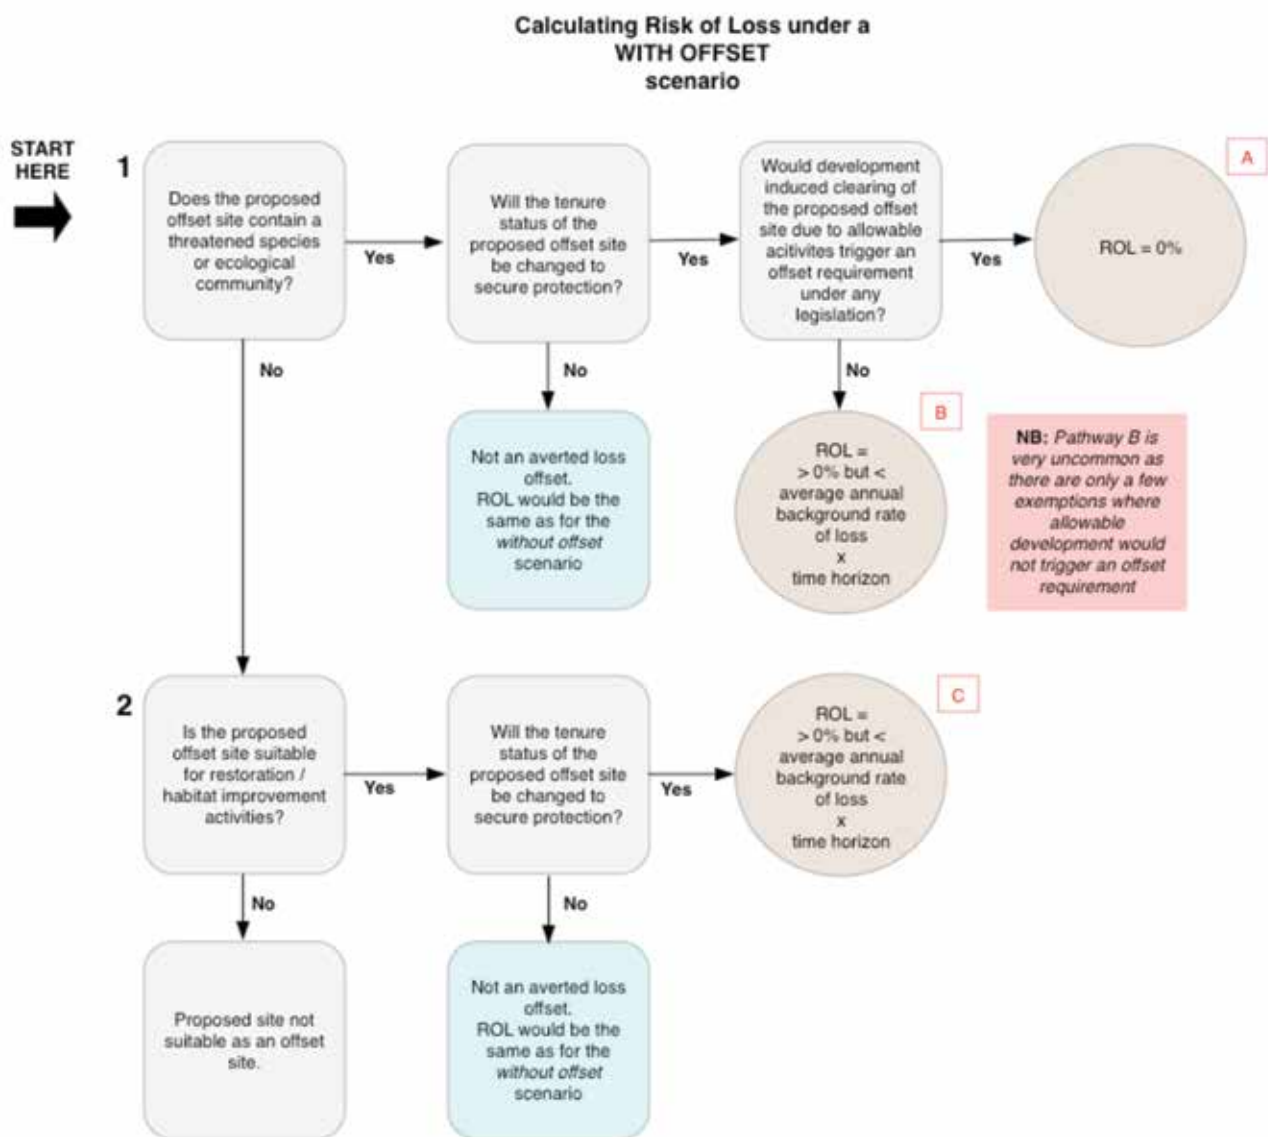 Calculating Risk of Loss under a
WITH OFFSET
scenario
START
HERE
1
Does the proposed
offset site contain a
threatened species
or ecological
community?
Yes
Will the tenure
status of the
proposed offset site
be changed to
secure protection?
Yes
Would development
induced clearing of
the proposed offset
site due to allowable
acitivites trigger an
offset requirement
under any
legislation?
Yes
A
ROL = 0%
No
No
No
Not an averted loss
offset.
ROL would be the
same as for the
without offset
scenario
B
ROL =
> 0% but <
average annual
background rate
of loss
x
time horizon
NB: Pathway B is
very uncommon as
there are only a few
exemptions where
allowable
development would
not trigger an offset
requirement
2
Is the proposed
offset site suitable
for restoration /
habitat improvement
activities?
Yes
Will the tenure
status of the
proposed offset site
be changed to
secure protection?
Yes
C
ROL =
> 0% but <
average annual
background rate
of loss
x
time horizon
No
No
Proposed site not
suitable as an offset
site.
Not an averted loss
offset.
ROL would be the
same as for the
without offset
scenario